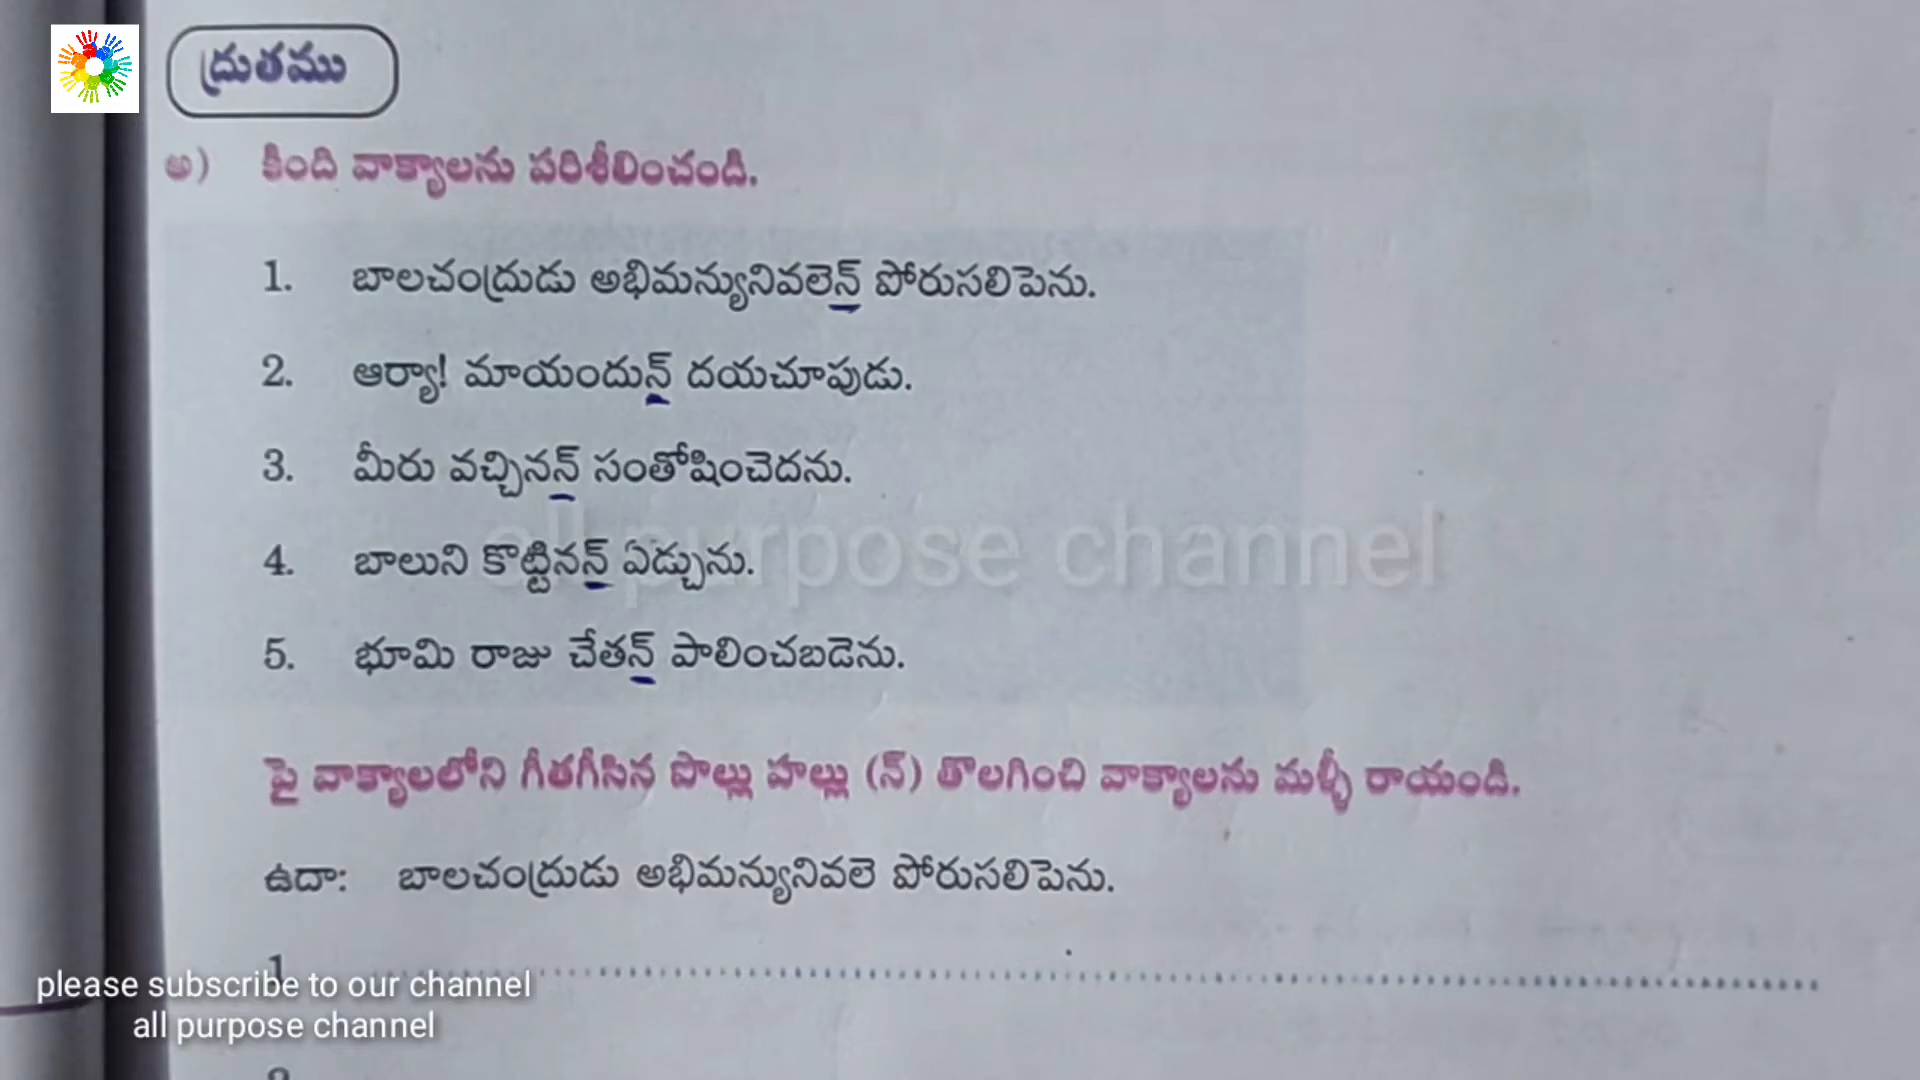 ద్రుతము
అ) కింది వాక్యాలను పరిశీలించండి.
1. బాలచంద్రుడు అభిమన్యునివలెన్ పోరుసలిపెను.
2. ఆర్యా! మాయందున్ దయచూపుడు.
3. మీరు వచ్చినన్ సంతోషించెదను.
all purpose channel
4. బాలుని కొట్టినన్ ఏడ్చును.
5. భూమి రాజు చేతన్ పాలించబడెను.
పై వాక్యాలలోని గీతగీసిన పొల్లు హల్లు (న్) తొలగించి వాక్యాలను మళ్ళీ రాయండి.
ఉదా: బాలచంద్రుడు అభిమన్యునివలె పోరుసలిపెను.
1
please subscribe to our channel
all purpose channel